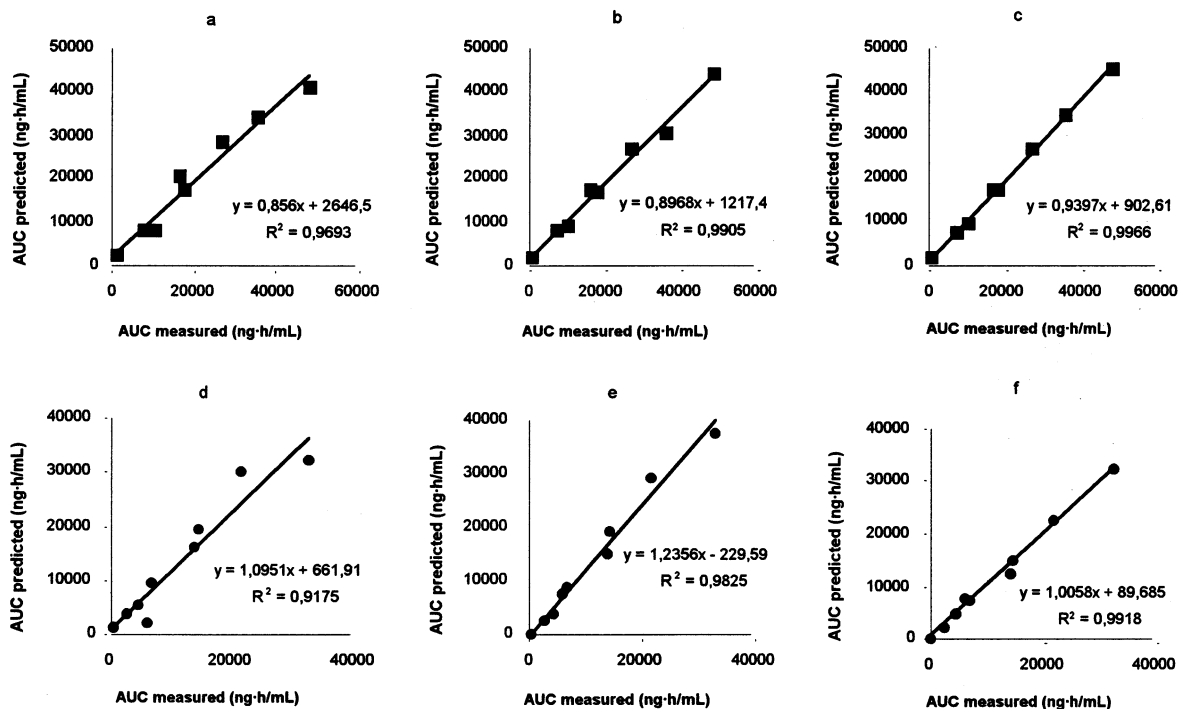 a
AUC predicted (ng·h/mL)
50000
40000
30000
20000
10000
0
y = 0,856x + 2646,5
R² = 0,9693
0
20000
40000
60000
AUC measured (ng·h/mL)
b
AUC predicted (ng·h/mL)
50000
40000
30000
20000
10000
0
y = 0,8968x + 1217,4
R² = 0,9905
0
20000
40000
60000
AUC measured (ng·h/mL)
c
AUC predicted (ng·h/mL)
50000
40000
30000
20000
10000
0
y = 0,9397x + 902,61
R² = 0,9966
0
20000
40000
60000
AUC measured (ng·h/mL)
d
AUC predicted (ng·h/mL)
40000
30000
20000
10000
0
y = 1,0951x + 661,91
R² = 0,9175
0
20000
40000
AUC measured (ng·h/mL)
e
AUC predicted (ng·h/mL)
40000
30000
20000
10000
0
y = 1,2356x - 229,59
R² = 0,9825
0
20000
40000
AUC measured (ng·h/mL)
f
AUC predicted (ng·h/mL)
40000
30000
20000
10000
0
y = 1,0058x + 89,685
R² = 0,9918
0
20000
40000
AUC measured (ng·h/mL)